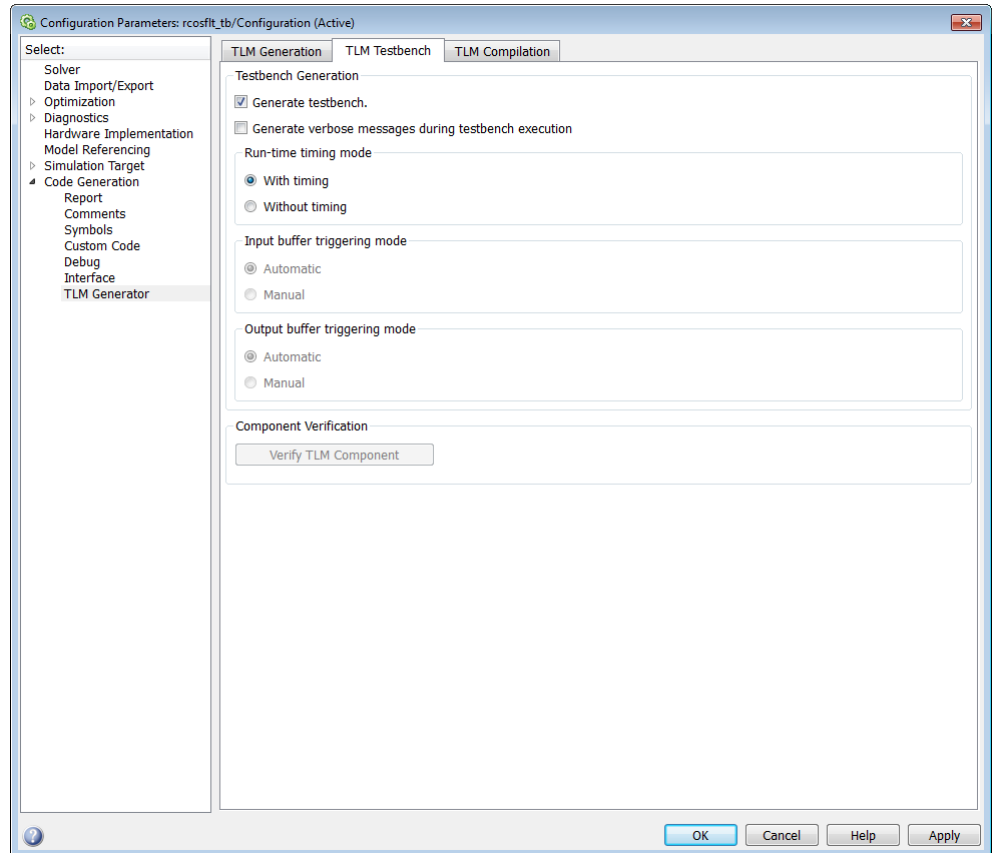 Configuration Parameters: rcosflt_tb/Configuration (Active)
Select:
Solver
Data Import/Export
Optimization
Diagnostics
Hardware Implementation
Model Referencing
Simulation Target
Code Generation
Report
Comments
Symbols
Custom Code
Debug
Interface
TLM Generator
TLM Generation TLM Testbench TLM Compilation
Testbench Generation
Generate testbench.
Generate verbose messages during testbench execution
Run-time timing mode
With timing
Without timing
Input buffer triggering mode
Automatic
Manual
Output buffer triggering mode
Automatic
Manual
Component Verification
Verify TLM Component
OK Cancel Help Apply